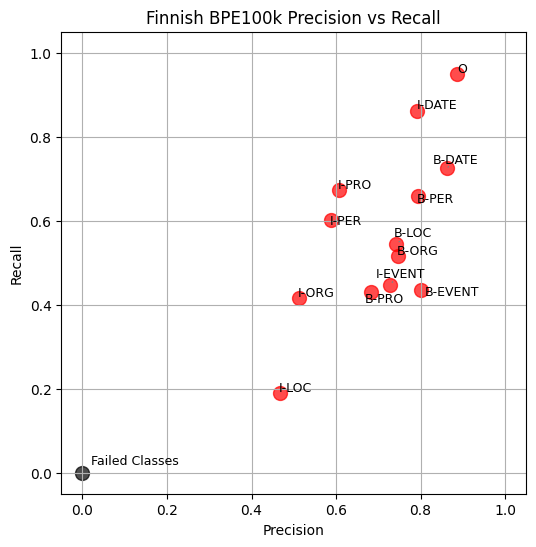 Finnish BPE100k Precision vs Recall
1.0
0.8
0.6
0.4
0.2
0.0
Recall
O
I-DATE
B-DATE
I-PRO
B-PER
I-PER
B-LOC
B-ORG
I-EVENT
I-ORG
B-PRO
B-EVENT
I-LOC
Failed Classes
0.0 0.2 0.4 0.6 0.8 1.0
Precision